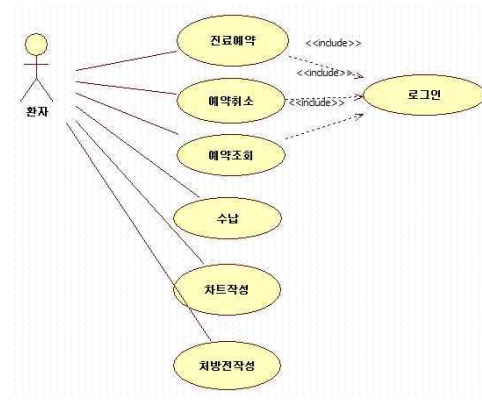 진료예약
<<include>>
<<include>>
예약취소
<<include>>
로그인
환자
예약조회
수납
차트작성
처방전작성